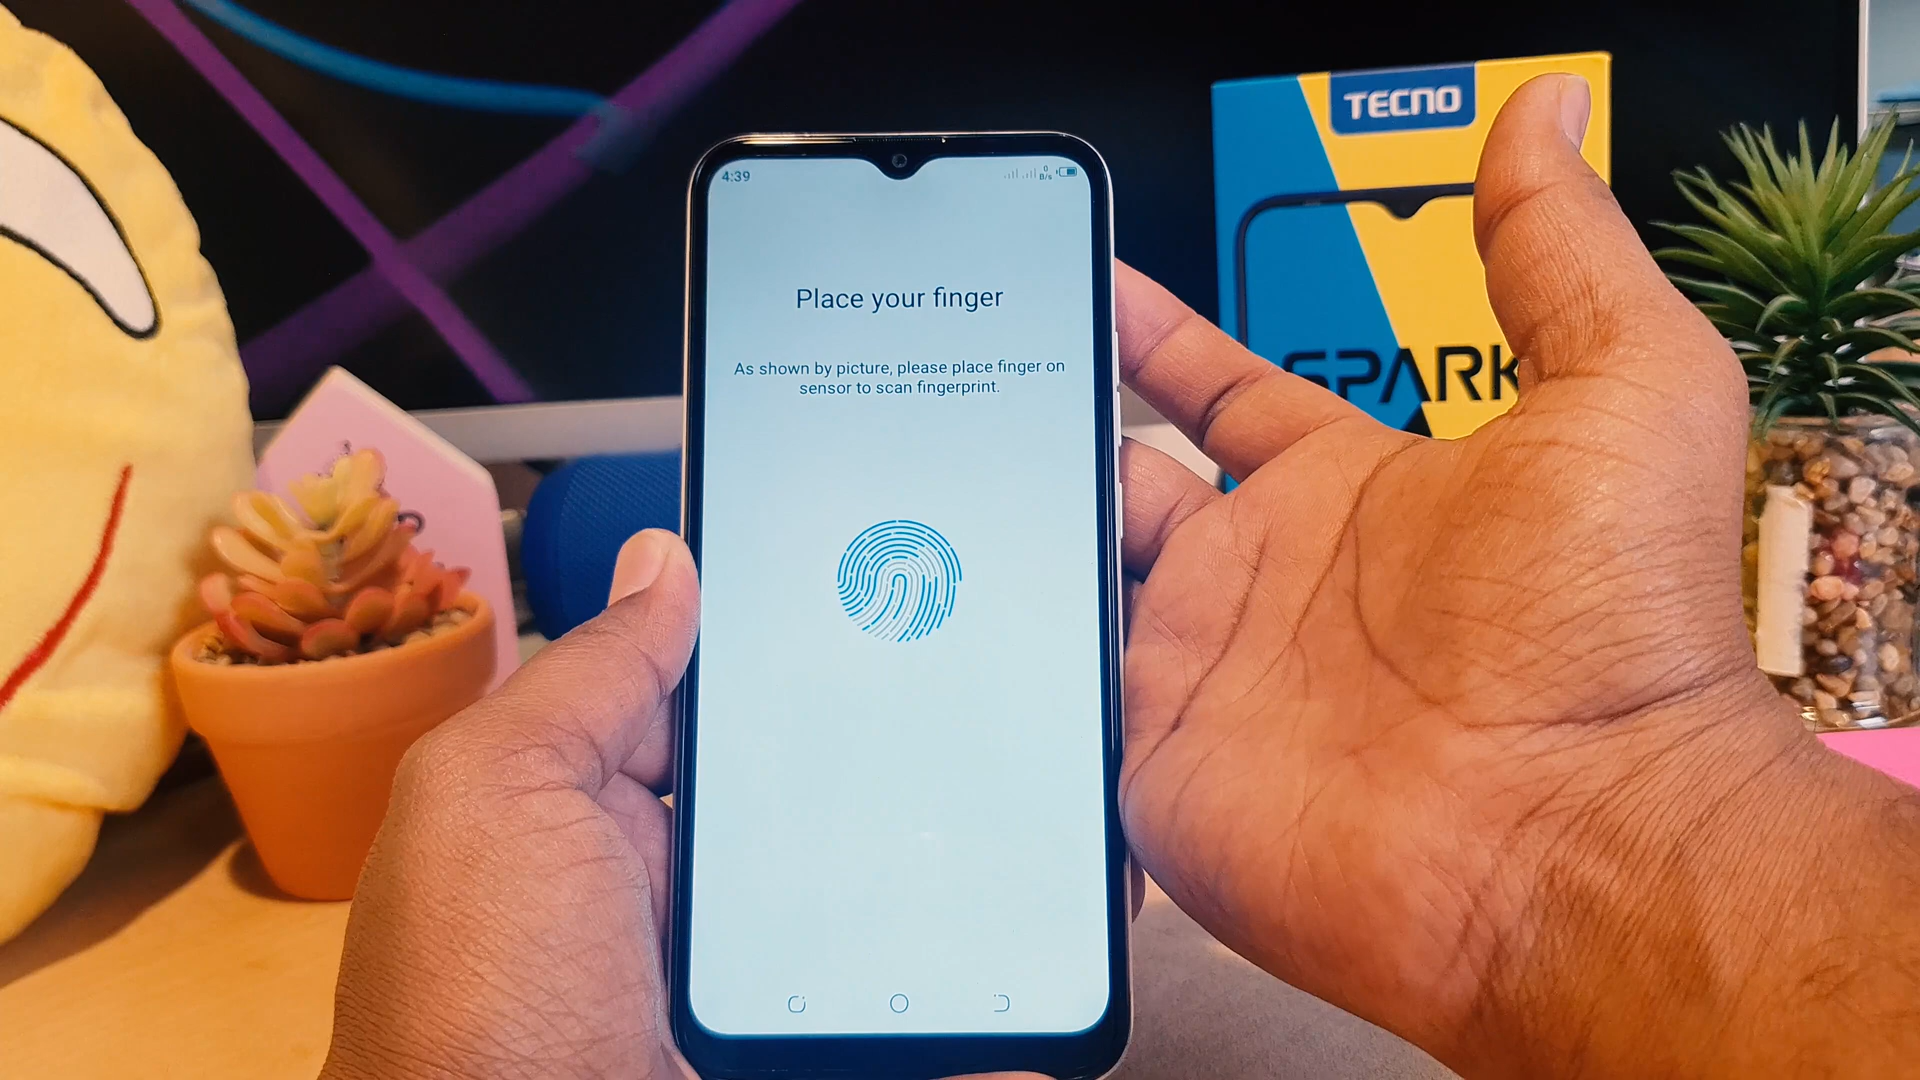 TECNO
SPARK
4:39
0
B/s
Place your finger
As shown by picture, please place finger on
sensor to scan fingerprint.